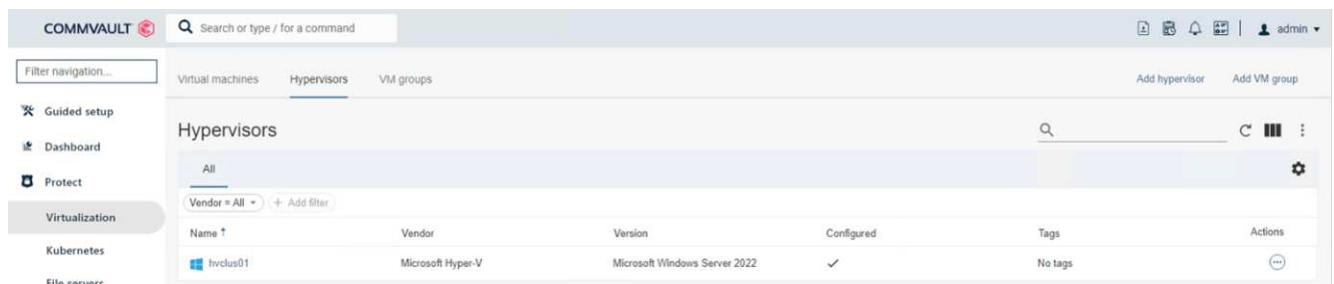 COMMVAULT
Search or type / for a command
admin
Filter navigation...
Virtual machines Hypervisors VM groups
Add hypervisor Add VM group
Guided setup
Dashboard
Protect
Virtualization
Kubernetes
File servers
Hypervisors
All
Vendor = All + Add filter
Name ↑ Vendor Version Configured Tags Actions
hvclus01 Microsoft Hyper-V Microsoft Windows Server 2022 ✓ No tags